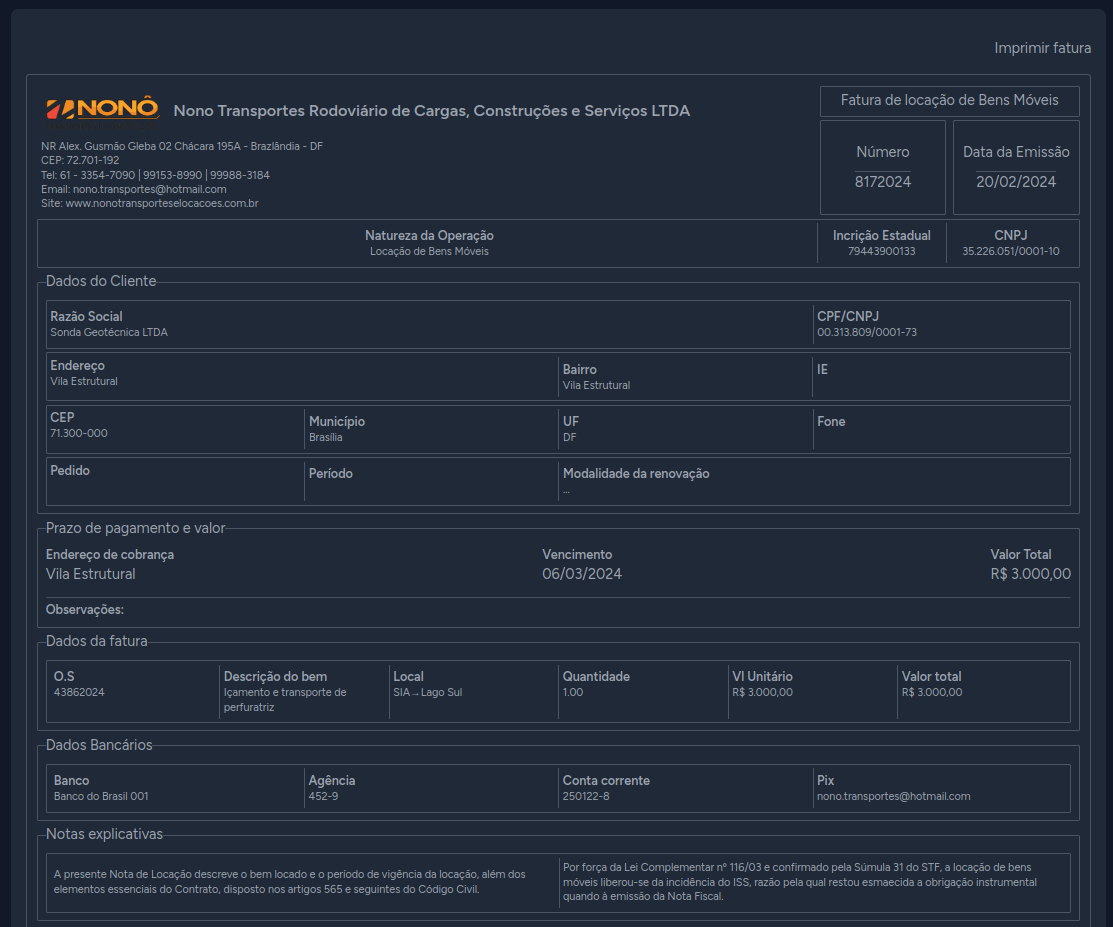 Imprimir fatura
NONÔ
Nono Transportes Rodoviário de Cargas, Construções e Serviços LTDA
NR Alex. Gusmão Gleba 02 Chácara 195A - Brazlândia - DF
CEP: 72.701-192
Tel: 61 - 3354-7090 | 99153-8990 | 99988-3184
Email: nono.transportes@hotmail.com
Site: www.nonotransporteselocacoes.com.br
Fatura de locação de Bens Móveis
Número
8172024
Data da Emissão
20/02/2024
Natureza da Operação
Locação de Bens Móveis
Incrição Estadual
79443900133
CNPJ
35.226.051/0001-10
Dados do Cliente
Razão Social
Sonda Geotécnica LTDA
CPF/CNPJ
00.313.809/0001-73
Endereço
Vila Estrutural
Bairro
Vila Estrutural
IE
CEP
71.300-000
Município
Brasília
UF
DF
Fone
Pedido
Período
Modalidade da renovação
...
Prazo de pagamento e valor
Endereço de cobrança
Vila Estrutural
Vencimento
06/03/2024
Valor Total
R$ 3.000,00
Observações:
Dados da fatura
O.S
43862024
Descrição do bem
Içamento e transporte de
perfuratriz
Local
SIA→Lago Sul
Quantidade
1.00
Vl Unitário
R$ 3.000,00
Valor total
R$ 3.000,00
Dados Bancários
Banco
Banco do Brasil 001
Agência
452-9
Conta corrente
250122-8
Pix
nono.transportes@hotmail.com
Notas explicativas
A presente Nota de Locação descreve o bem locado e o período de vigência da locação, além dos
elementos essenciais do Contrato, disposto nos artigos 565 e seguintes do Código Civil.
Por força da Lei Complementar nº 116/03 e confirmado pela Súmula 31 do STF, a locação de bens
móveis liberou-se da incidência do ISS, razão pela qual restou esmaecida a obrigação instrumental
quando à emissão da Nota Fiscal.